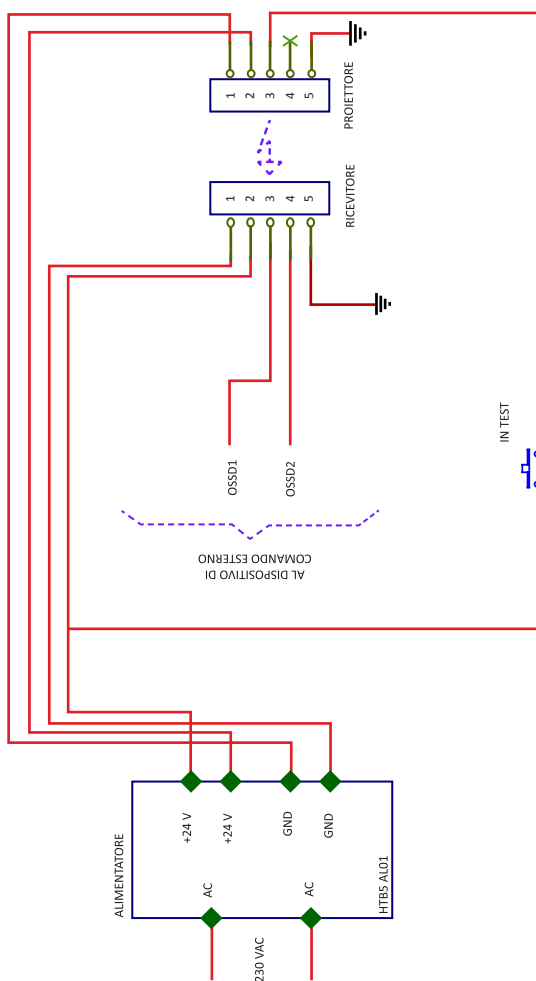 1 2 3 4 5
PROIETTORE
1 2 3 4 5
RICEVITORE
IN TEST
OSSD1
OSSD2
AL DISPOSITIVO DI
COMANDO ESTERNO
ALIMENTATORE
+24 V
+24 V
GND
GND
AC
AC
HTB5 AL01
230 VAC